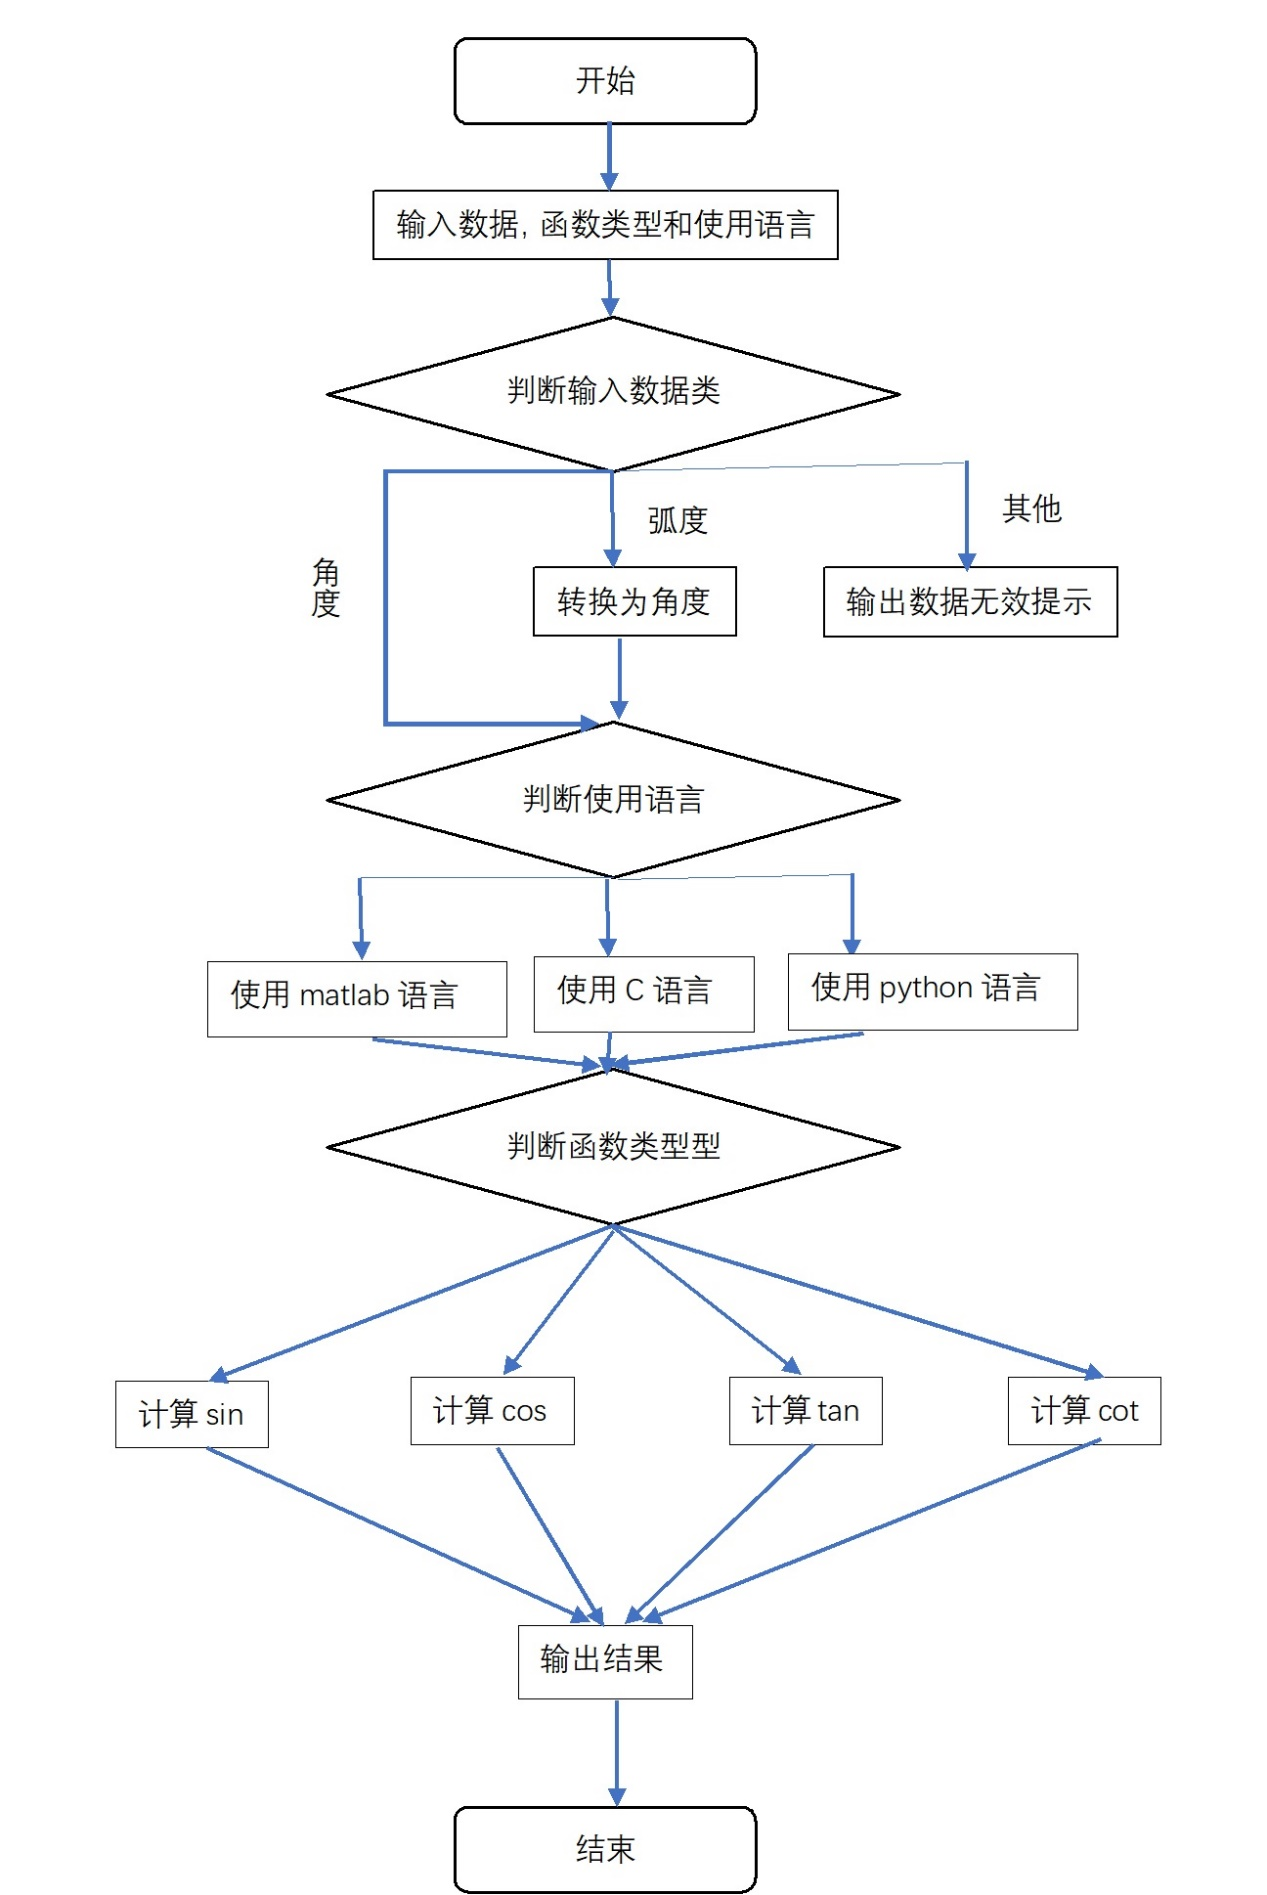 开始
输入数据, 函数类型和使用语言
判断输入数据类
弧度
其他
角
度
转换为角度
输出数据无效提示
判断使用语言
使用 matlab 语言
使用 C 语言
使用 python 语言
判断函数类型型
计算 sin
计算 cos
计算 tan
计算 cot
输出结果
结束